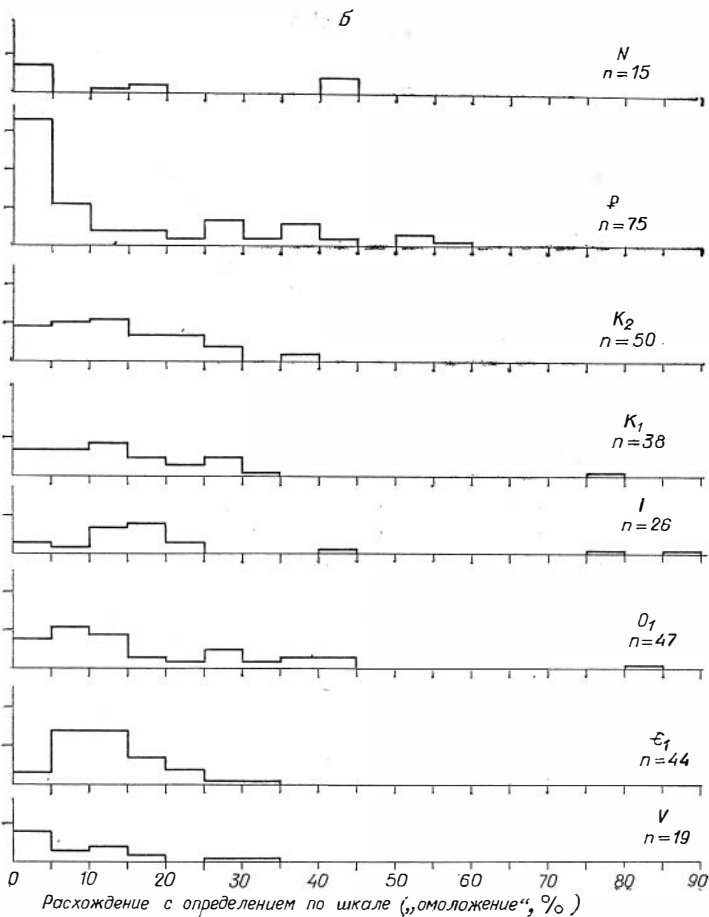 б
N
n=15
₽
n=75
K₂
n=50
K₁
n=38
I
n=26
O₁
n=47
Є₁
n=44
V
n=19
0 10 20 30 40 50 60 70 80 90
Расхождение с определением по шкале („омоложение“, %)